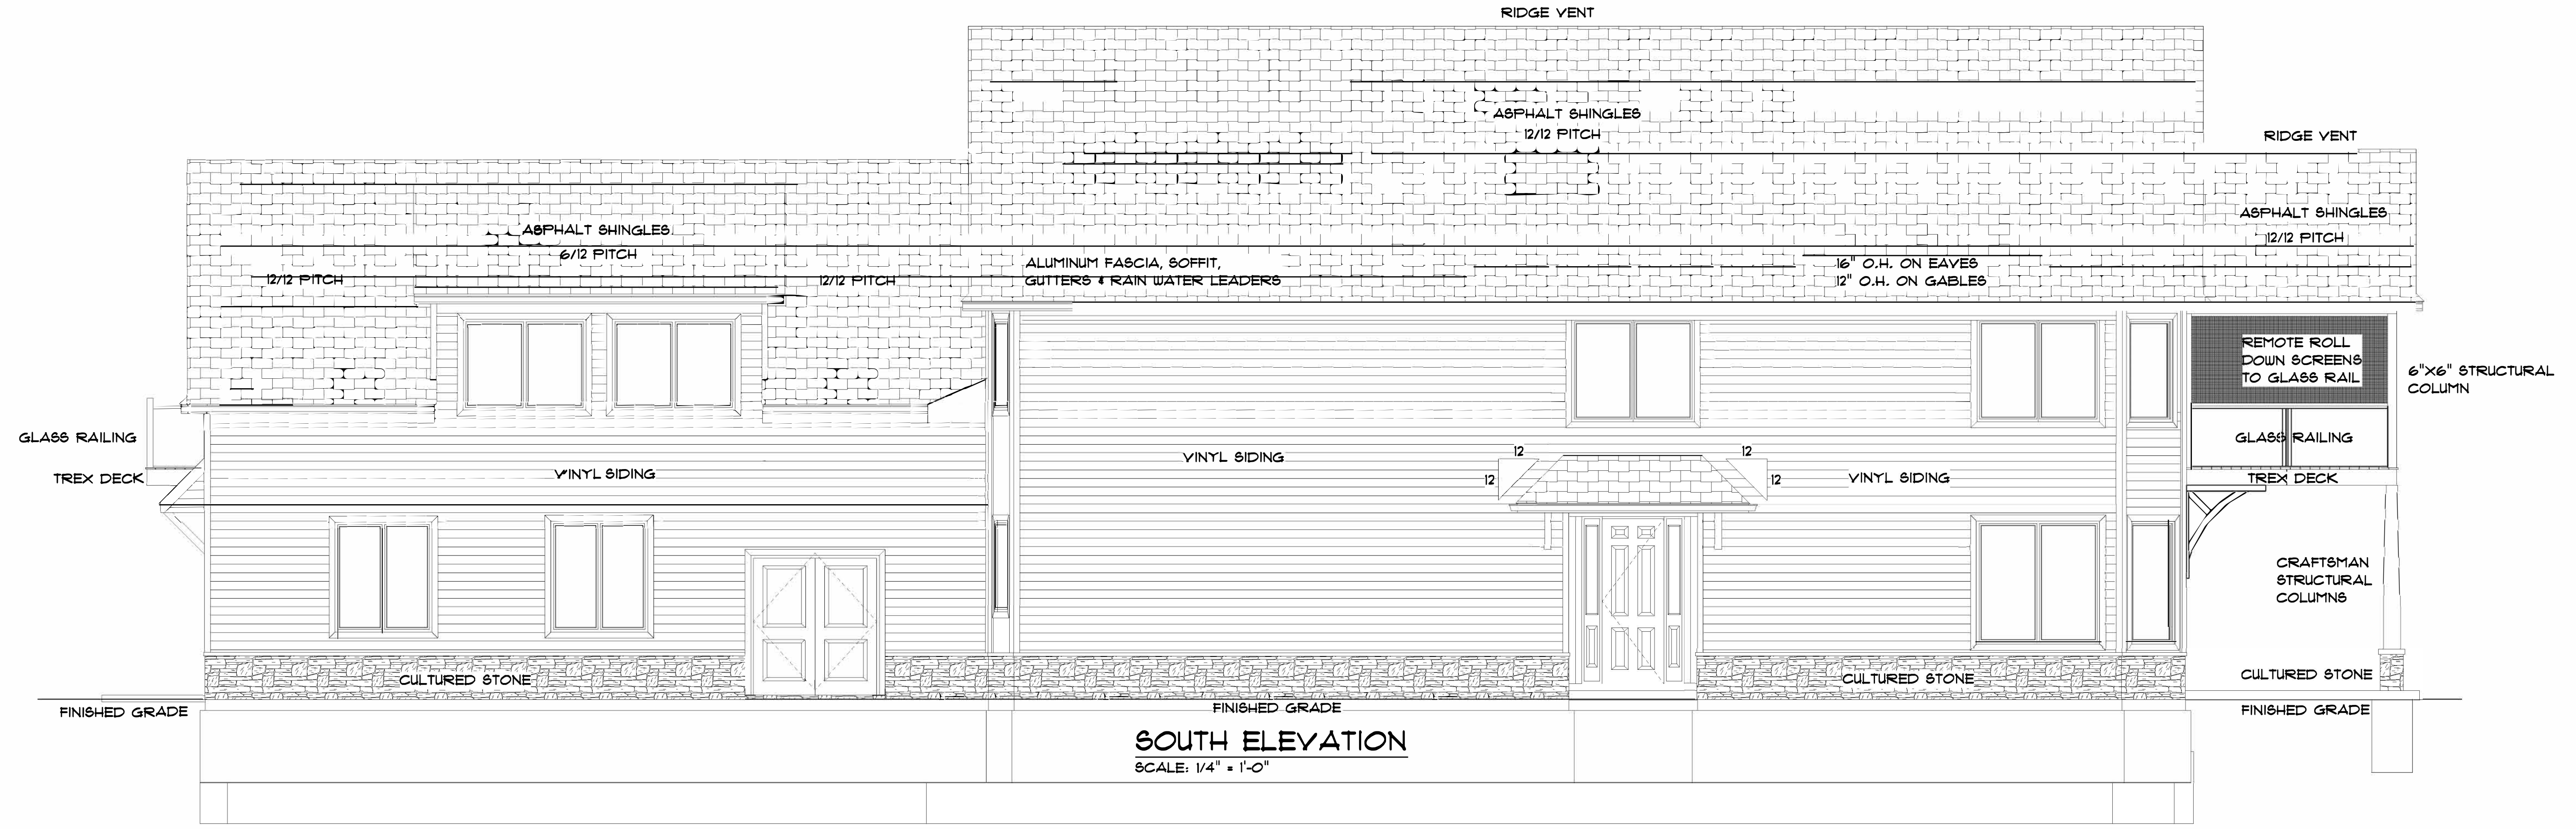 RIDGE VENT
ASPHALT SHINGLES
12/12 PITCH
RIDGE VENT
ASPHALT SHINGLES
12/12 PITCH
ASPHALT SHINGLES
6/12 PITCH
12/12 PITCH
12/12 PITCH
ALUMINUM FASCIA, SOFFIT,
GUTTERS & RAIN WATER LEADERS
16" O.H. ON EAVES
12" O.H. ON GABLES
REMOTE ROLL
DOWN SCREENS
TO GLASS RAIL
6"X6" STRUCTURAL
COLUMN
GLASS RAILING
GLASS RAILING
TREX DECK
VINYL SIDING
VINYL SIDING
12
12
12
12
VINYL SIDING
TREX DECK
CRAFTSMAN
STRUCTURAL
COLUMNS
CULTURED STONE
CULTURED STONE
CULTURED STONE
FINISHED GRADE
FINISHED GRADE
FINISHED GRADE
SOUTH ELEVATION
SCALE: 1/4" = 1'-0"